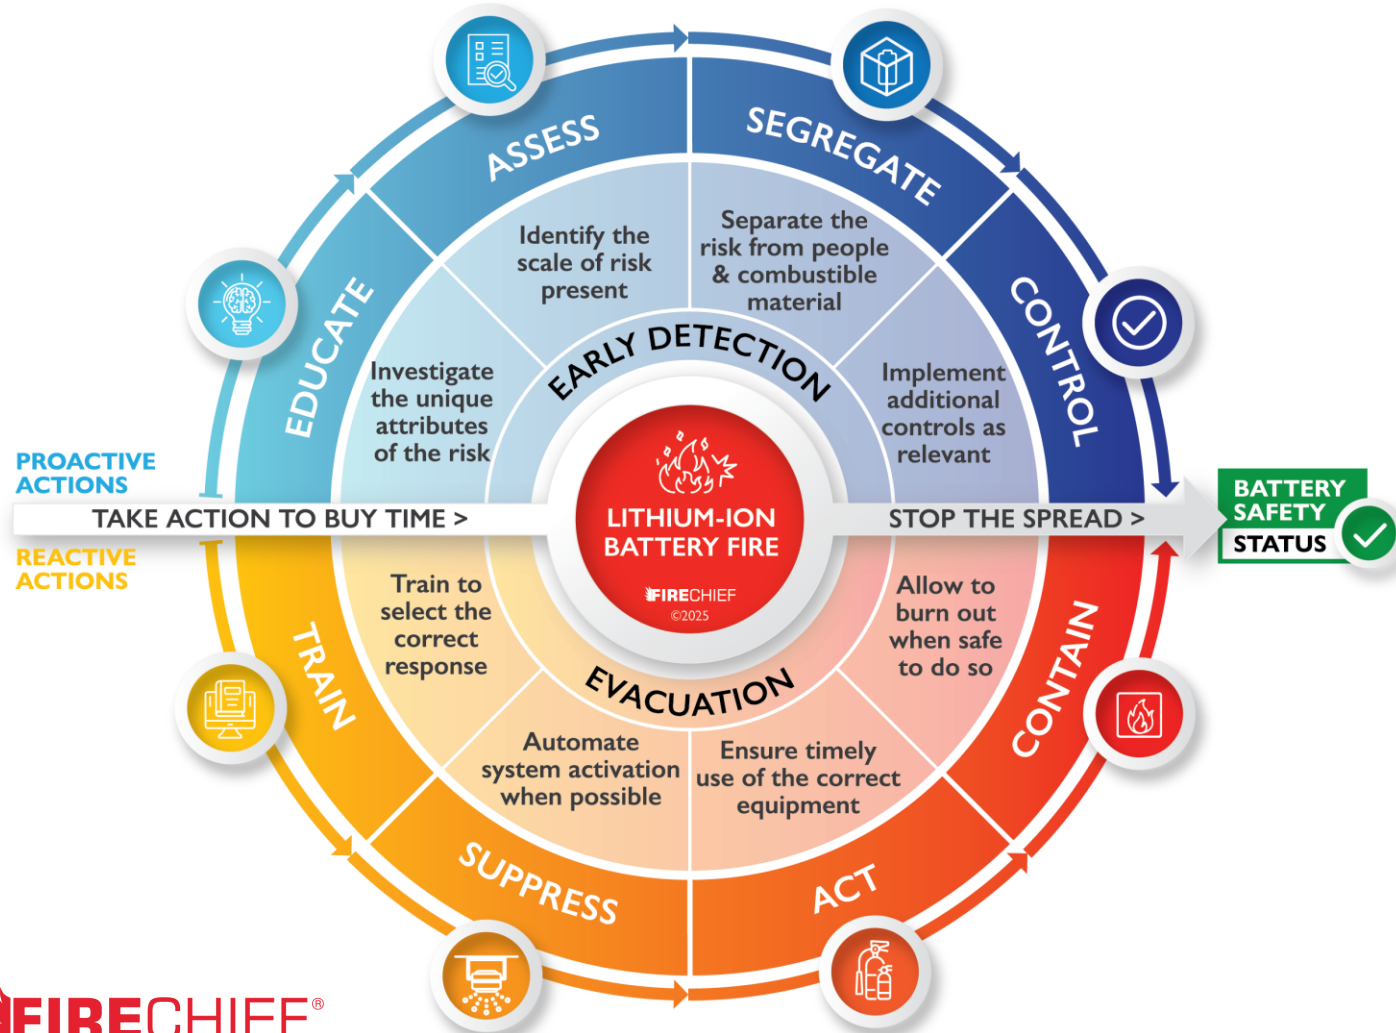 ASSESS
SEGREGATE
Identify the
scale of risk
present
Separate the
risk from people
& combustible
material
EDUCATE
CONTROL
Investigate
the unique
attributes
of the risk
EARLY DETECTION
Implement
additional
controls as
relevant
PROACTIVE
ACTIONS
TAKE ACTION TO BUY TIME >
LITHIUM-ION
BATTERY FIRE
FIRECHIEF
©2025
STOP THE SPREAD >
BATTERY
SAFETY
STATUS
REACTIVE
ACTIONS
TRAIN
Train to
select the
correct
response
EVACUATION
Allow to
burn out
when safe
to do so
CONTAIN
Automate
system activation
when possible
Ensure timely
use of the correct
equipment
SUPPRESS
ACT
FIRECHIEF®